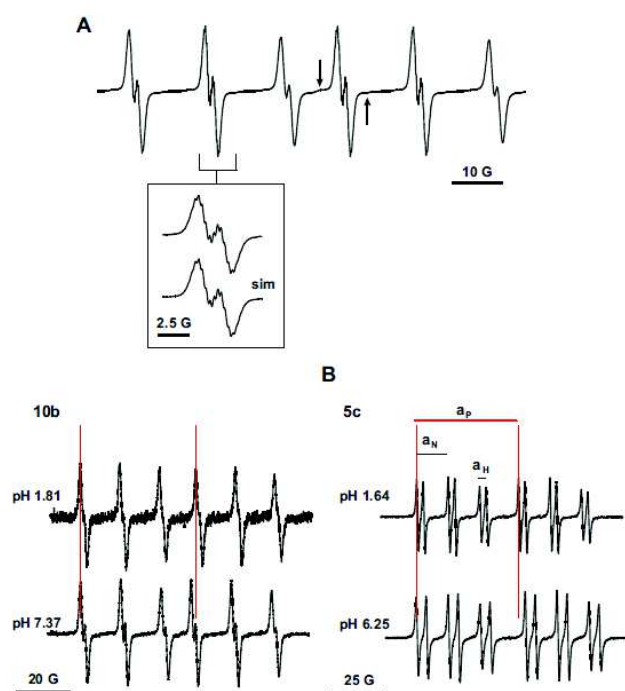 A
10 G
sim
2.5 G
B
10b
5c
aP
aN
aH
pH 1.81
pH 1.64
pH 7.37
pH 6.25
20 G
25 G